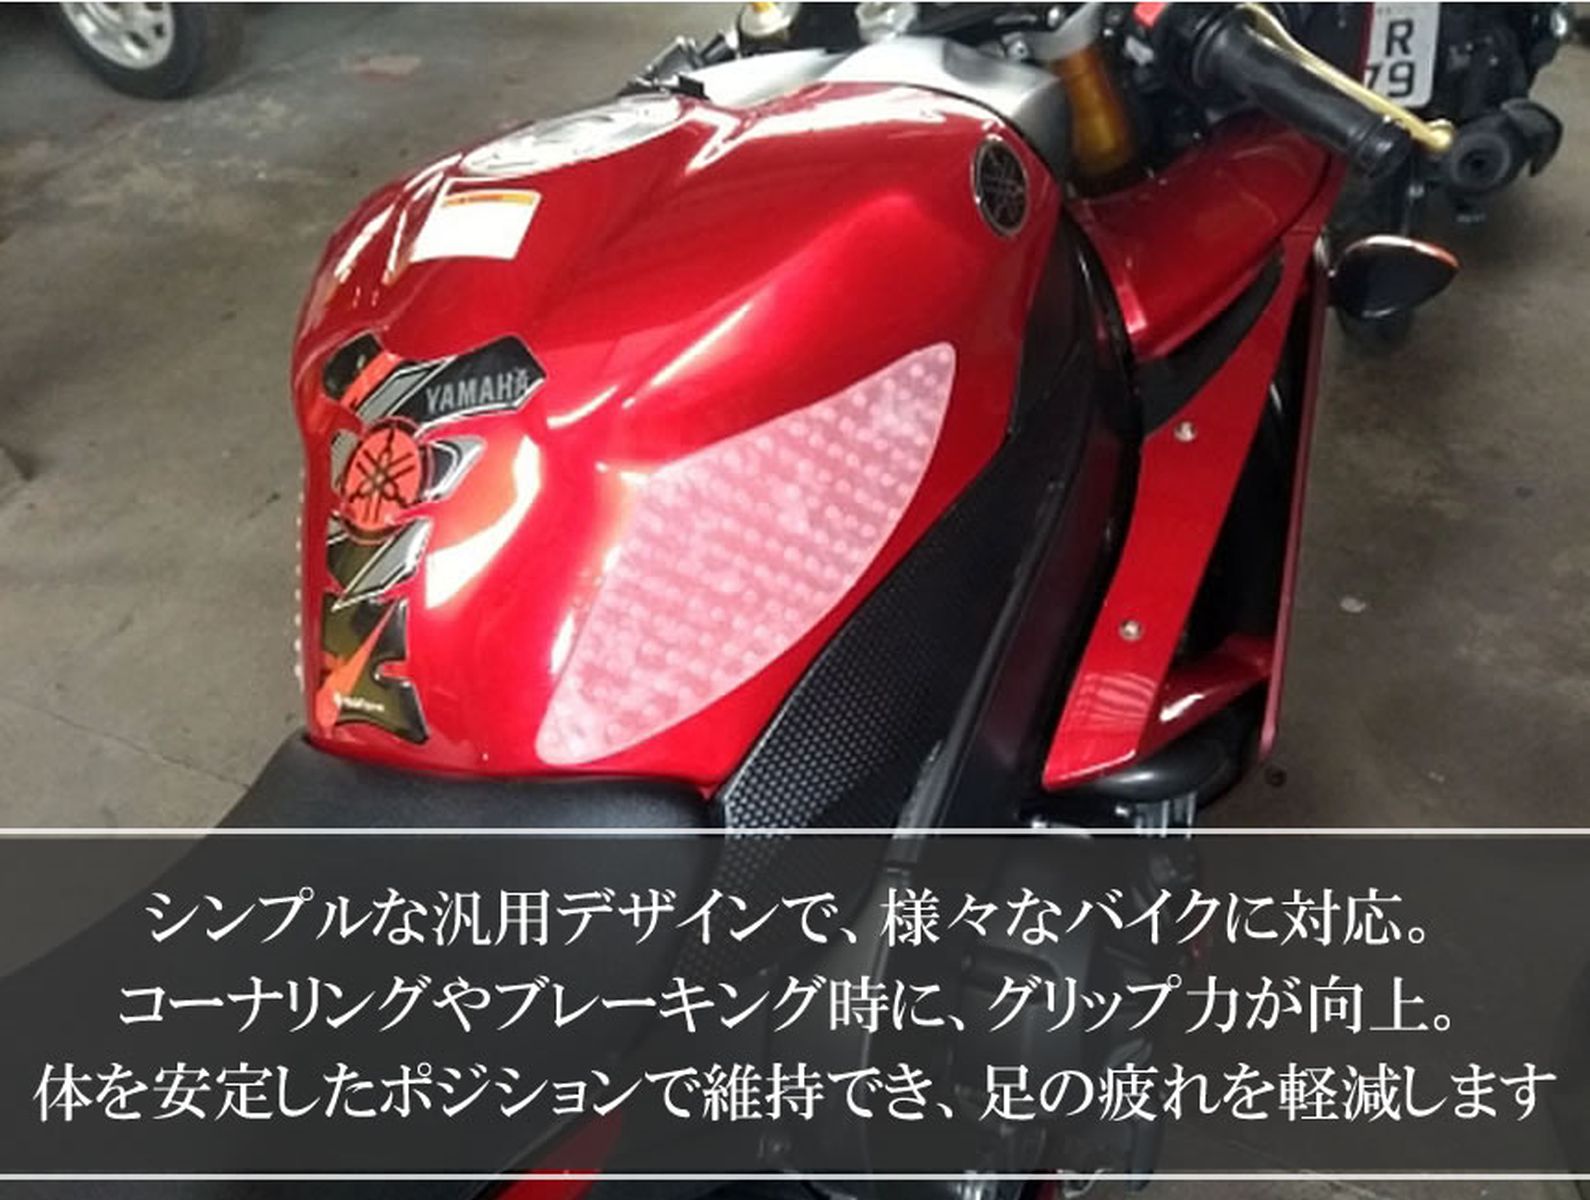 R
79
YAMAHA
シンプルな汎用デザインで、様々なバイクに対応。
コーナリングやブレーキング時に、グリップ力が向上。
体を安定したポジションで維持でき、足の疲れを軽減します